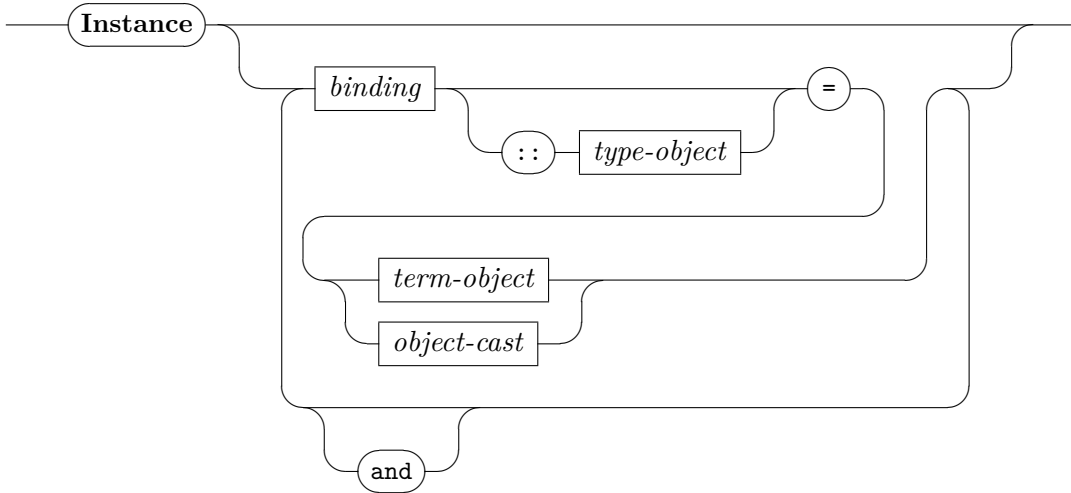 Instance
binding =
:: type-object
term-object
object-cast
and